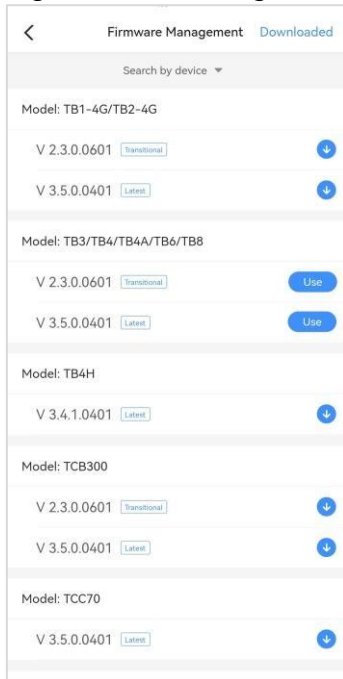 Firmware Management Downloaded
Search by device
Model: TB1-4G/TB2-4G
V 2.3.0.0601 Transitional
V 3.5.0.0401 Latest
Model: TB3/TB4/TB4A/TB6/TB8
V 2.3.0.0601 Transitional Use
V 3.5.0.0401 Latest Use
Model: TB4H
V 3.4.1.0401 Latest
Model: TCB300
V 2.3.0.0601 Transitional
V 3.5.0.0401 Latest
Model: TCC70
V 3.5.0.0401 Latest